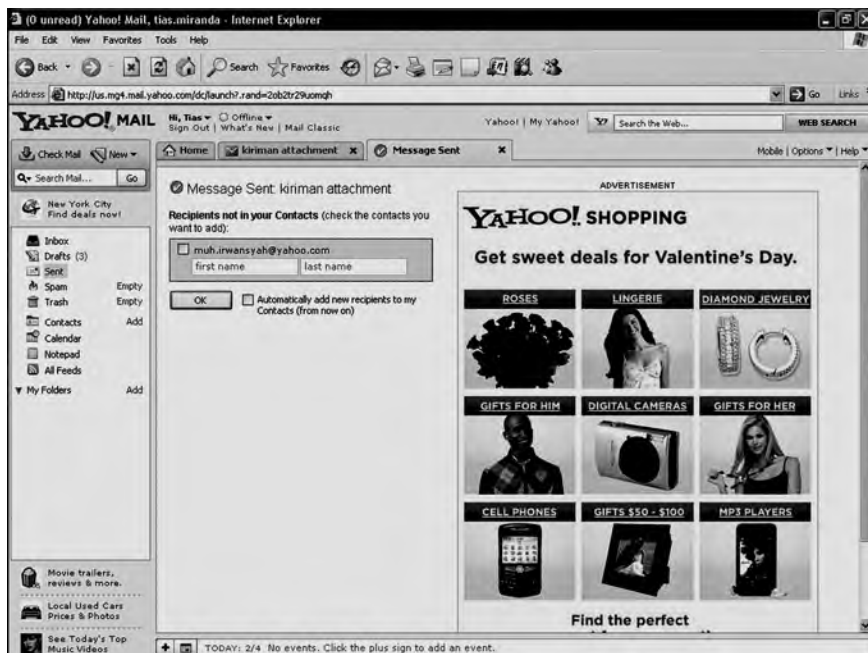 (0 unread) Yahoo! Mail, tias.miranda - Internet Explorer
File Edit View Favorites Tools Help
Back Search Favorites
Address http://us.mg4.mail.yahoo.com/dc/launch?.rand=2ob2tr29uomqh Go Links
YAHOO! MAIL Hi, Tias Offline
Sign Out | What's New | Mail Classic
Yahoo! | My Yahoo! Y7 Search the Web... WEB SEARCH
Check Mail New Home kiriman attachment x Message Sent x Mobile | Options | Help
Search Mail... Go
New York City
Find deals now!
Inbox
Drafts (3)
Sent
Spam Empty
Trash Empty
Contacts Add
Calendar
Notepad
All Feeds
My Folders Add
Movie trailers,
reviews & more.
Local Used Cars
Prices & Photos
See Today's Top
Music Videos
Message Sent: kiriman attachment
Recipients not in your Contacts (check the contacts you
want to add):
muh.irwansyah@yahoo.com
first name last name
OK Automatically add new recipients to my
Contacts (from now on)
ADVERTISEMENT
YAHOO! SHOPPING
Get sweet deals for Valentine's Day.
ROSES LINGERIE DIAMOND JEWELRY
GIFTS FOR HIM DIGITAL CAMERAS GIFTS FOR HER
CELL PHONES GIFTS $50 - $100 MP3 PLAYERS
Find the perfect
TODAY: 2/4 No events. Click the plus sign to add an event.